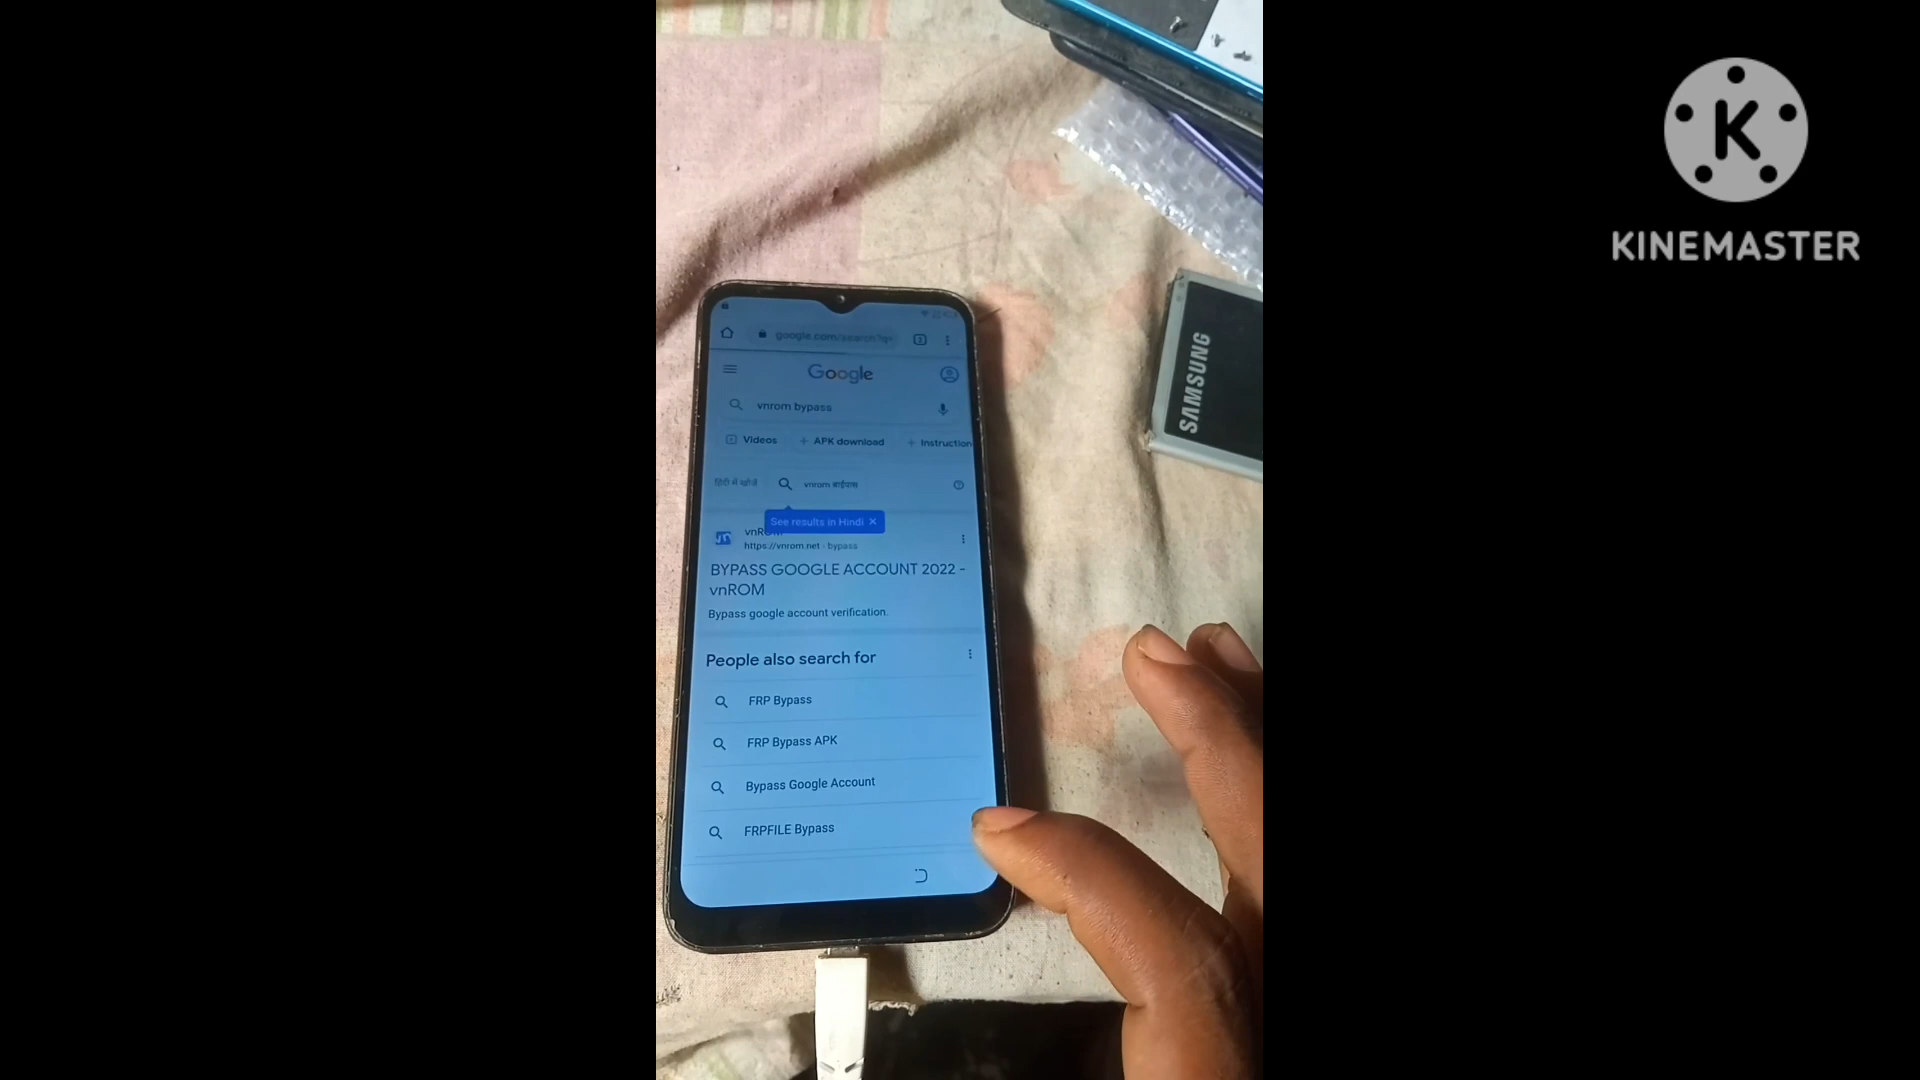 KINEMASTER
SAMSUNG
google.com/search?q=
Google
vnrom bypass
Videos
APK download
Instruction
हिंदी में खोजें
vnrom बाईपास
See results in Hindi
https://vnrom.net › bypass
BYPASS GOOGLE ACCOUNT 2022 -
vnROM
Bypass google account verification.
People also search for
FRP Bypass
FRP Bypass APK
Bypass Google Account
FRPFILE Bypass